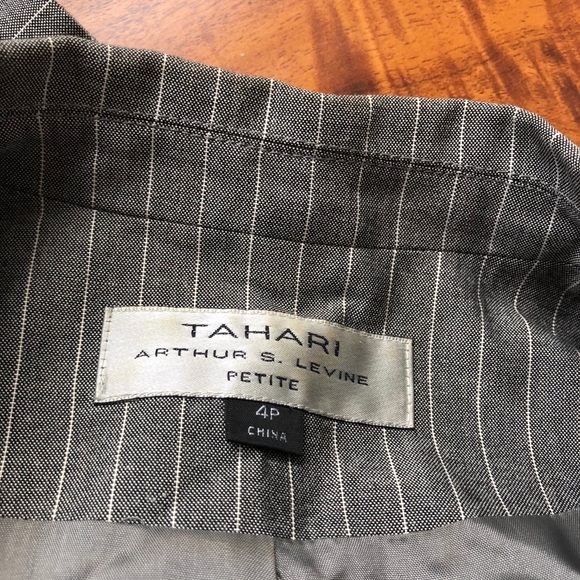 TAHARI
ARTHUR S. LEVINE
PETITE
4P
CHINA